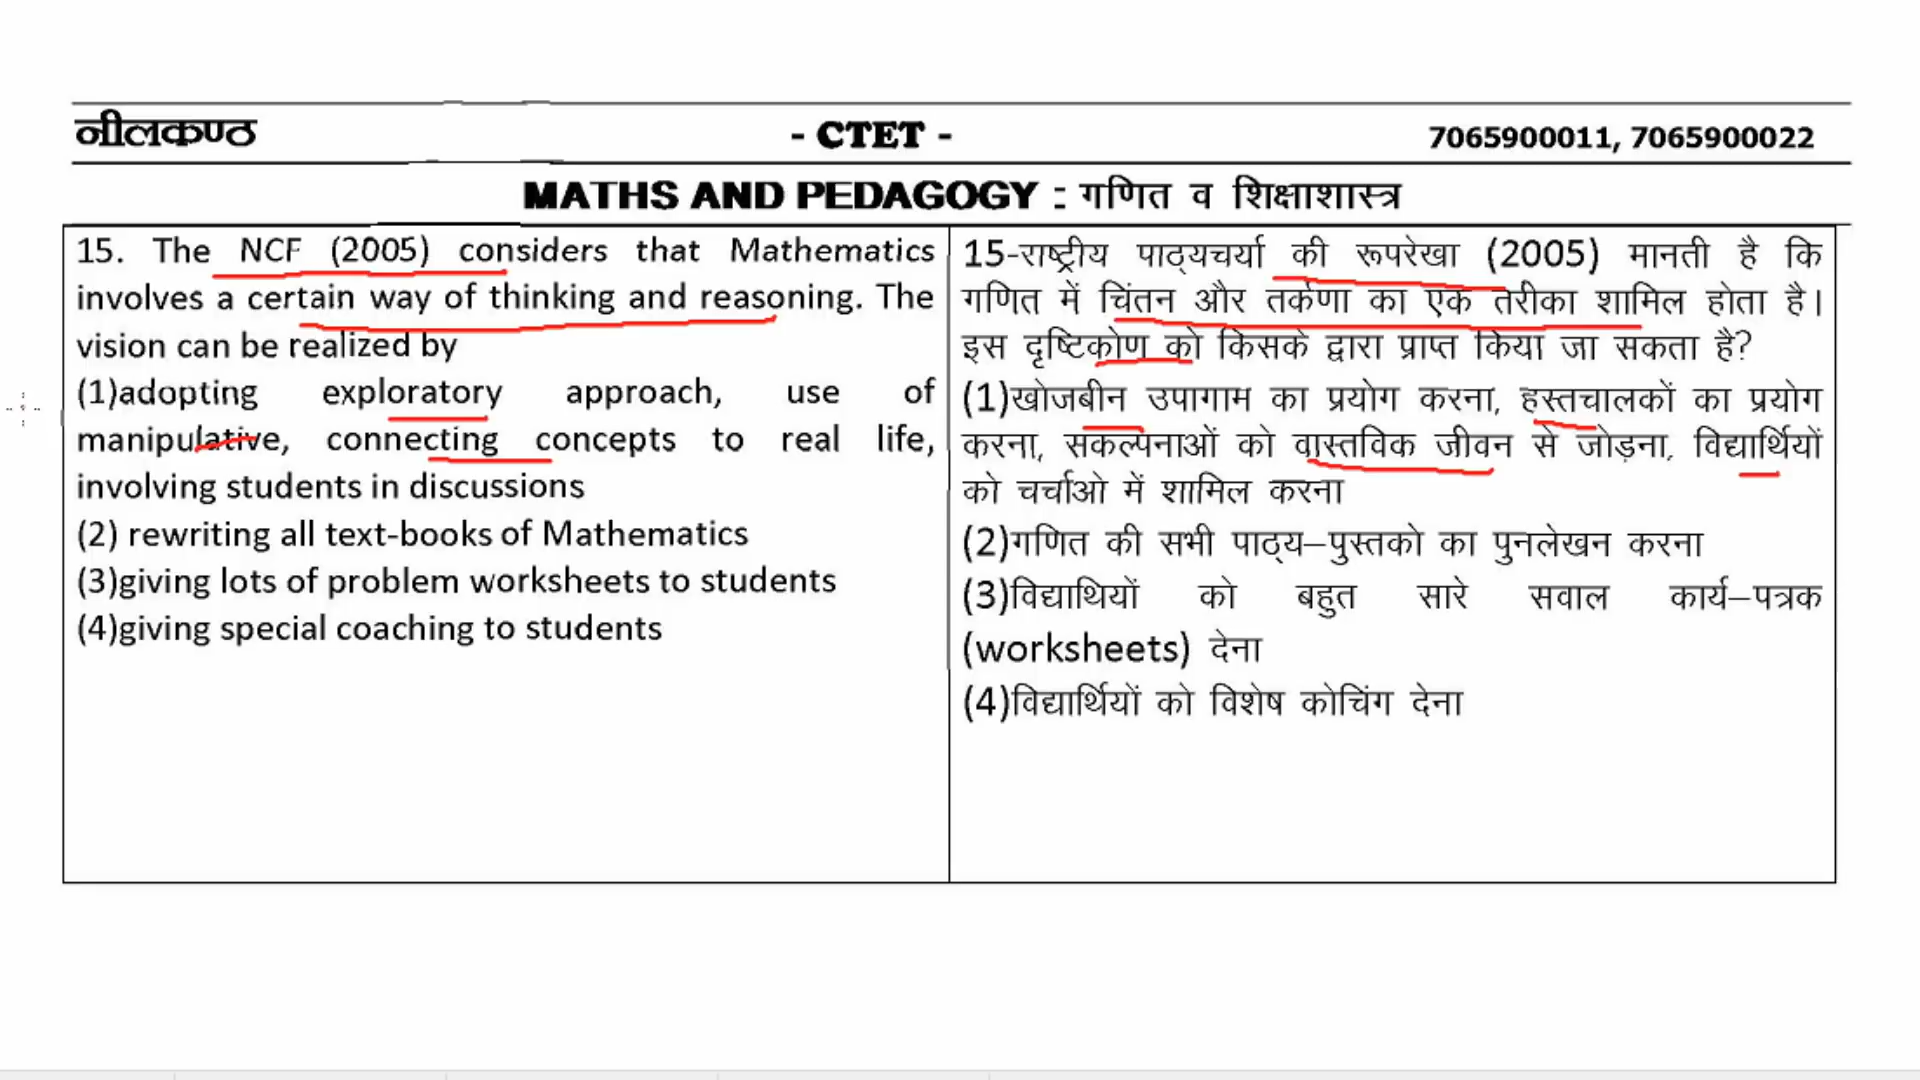 नीलकण्ठ - CTET - 7065900011, 7065900022
MATHS AND PEDAGOGY : गणित व शिक्षाशास्त्र
15. The NCF (2005) considers that Mathematics
involves a certain way of thinking and reasoning. The
vision can be realized by
(1)adopting exploratory approach, use of
manipulative, connecting concepts to real life,
involving students in discussions
(2) rewriting all text-books of Mathematics
(3)giving lots of problem worksheets to students
(4)giving special coaching to students
15-राष्ट्रीय पाठ्यचर्या की रूपरेखा (2005) मानती है कि
गणित में चिंतन और तर्कणा का एक तरीका शामिल होता है।
इस दृष्टिकोण को किसके द्वारा प्राप्त किया जा सकता है?
(1)खोजबीन उपागाम का प्रयोग करना, हस्तचालकों का प्रयोग
करना, सकंल्पनाओं को वास्तविक जीवन से जोड़ना, विद्यार्थियों
को चर्चाओ में शामिल करना
(2)गणित की सभी पाठ्य–पुस्तको का पुनलेखन करना
(3)विद्याथियों को बहुत सारे सवाल कार्य–पत्रक
(worksheets) देना
(4)विद्यार्थियों को विशेष कोचिंग देना